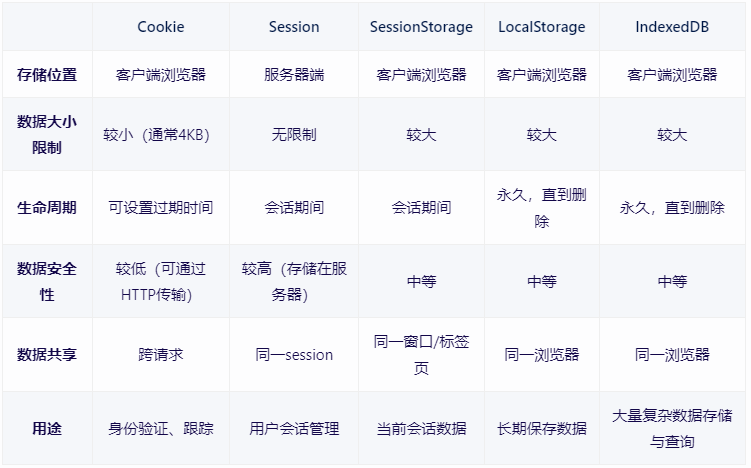 Cookie Session SessionStorage LocalStorage IndexedDB
存储位置 客户端浏览器 服务器端 客户端浏览器 客户端浏览器 客户端浏览器
数据大小限制 较小（通常4KB） 无限制 较大 较大 较大
生命周期 可设置过期时间 会话期间 会话期间 永久，直到删除 永久，直到删除
数据安全性 较低（可通过HTTP传输） 较高（存储在服务器） 中等 中等 中等
数据共享 跨请求 同一session 同一窗口/标签页 同一浏览器 同一浏览器
用途 身份验证、跟踪 用户会话管理 当前会话数据 长期保存数据 大量复杂数据存储与查询